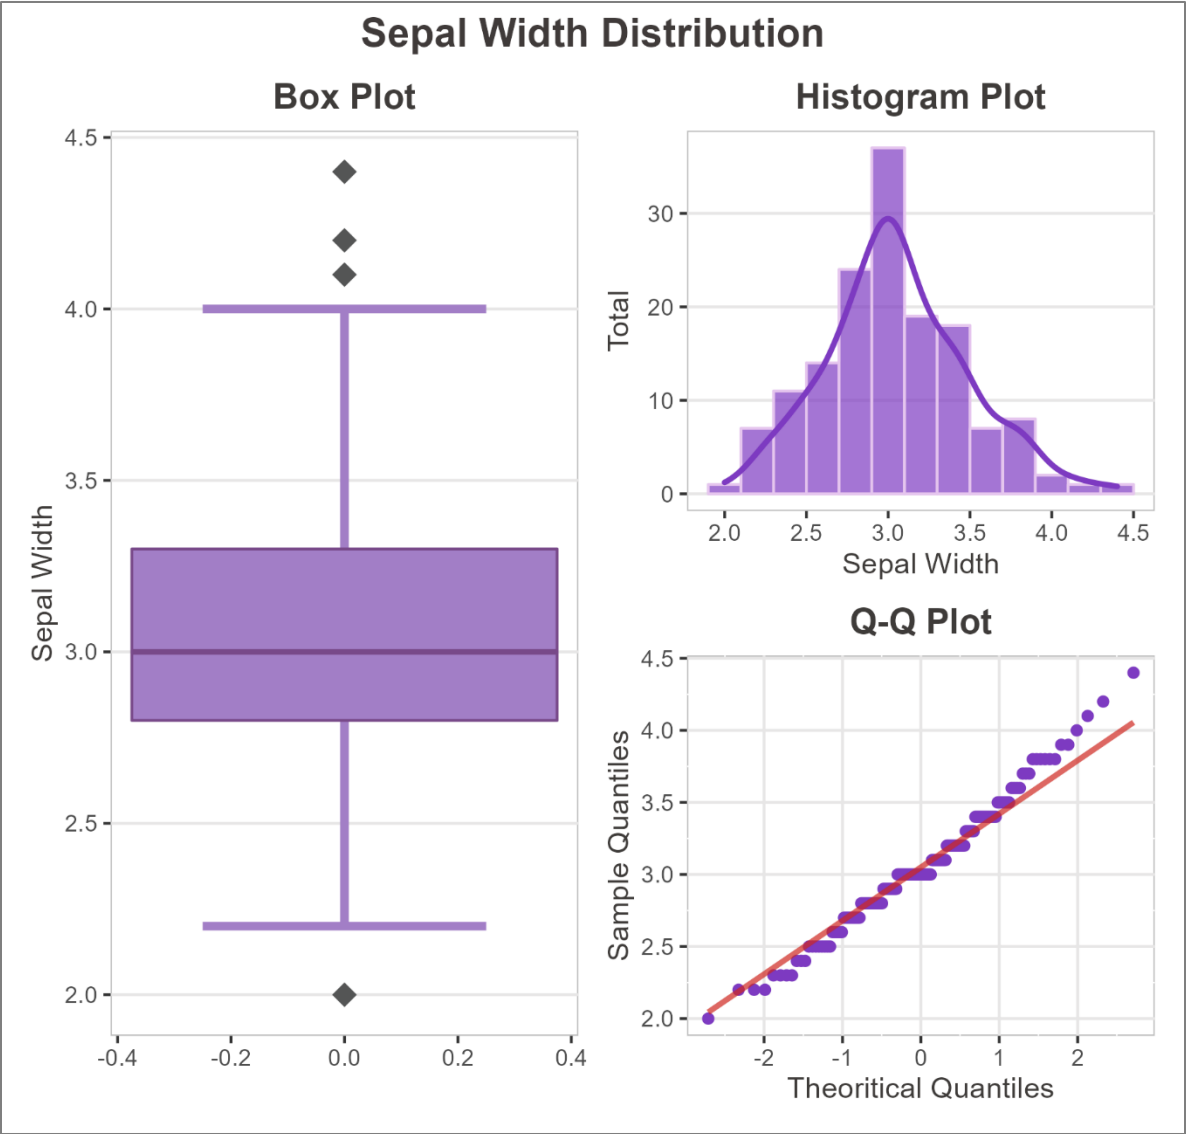 Sepal Width Distribution
Box Plot
4.5
4.0
3.5
3.0
2.5
2.0
Sepal Width
-0.4 -0.2 0.0 0.2 0.4
Histogram Plot
30
20
10
0
Total
2.0 2.5 3.0 3.5 4.0 4.5
Sepal Width
Q-Q Plot
4.5
4.0
3.5
3.0
2.5
2.0
Sample Quantiles
-2 -1 0 1 2
Theoritical Quantiles